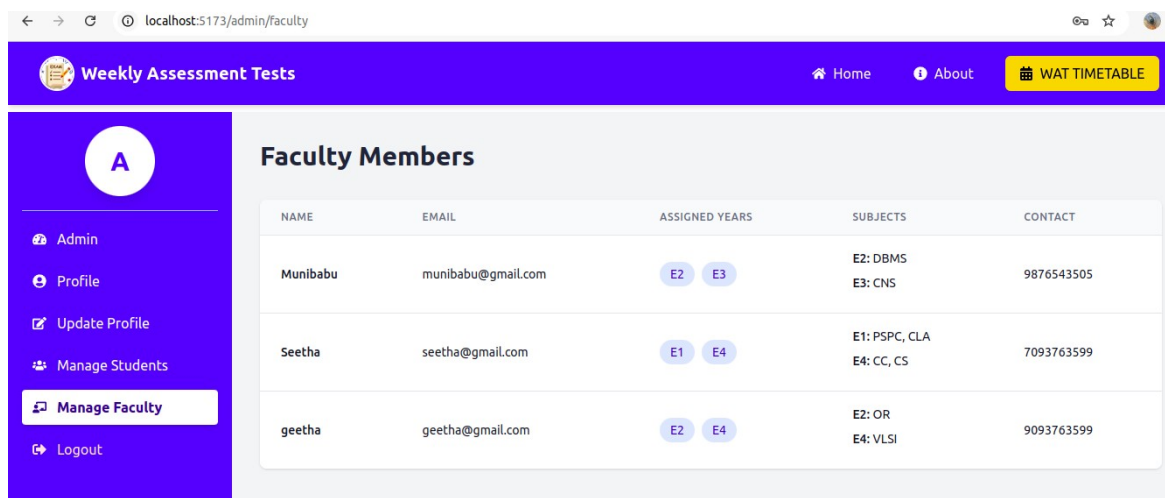 localhost:5173/admin/faculty
EXAM
Weekly Assessment Tests
Home
About
WAT TIMETABLE
A
Admin
Profile
Update Profile
Manage Students
Manage Faculty
Logout
Faculty Members
NAME EMAIL ASSIGNED YEARS SUBJECTS CONTACT
Munibabu munibabu@gmail.com E2 E3 E2: DBMS 9876543505
E3: CNS
Seetha seetha@gmail.com E1 E4 E1: PSPC, CLA 7093763599
E4: CC, CS
geetha geetha@gmail.com E2 E4 E2: OR 9093763599
E4: VLSI